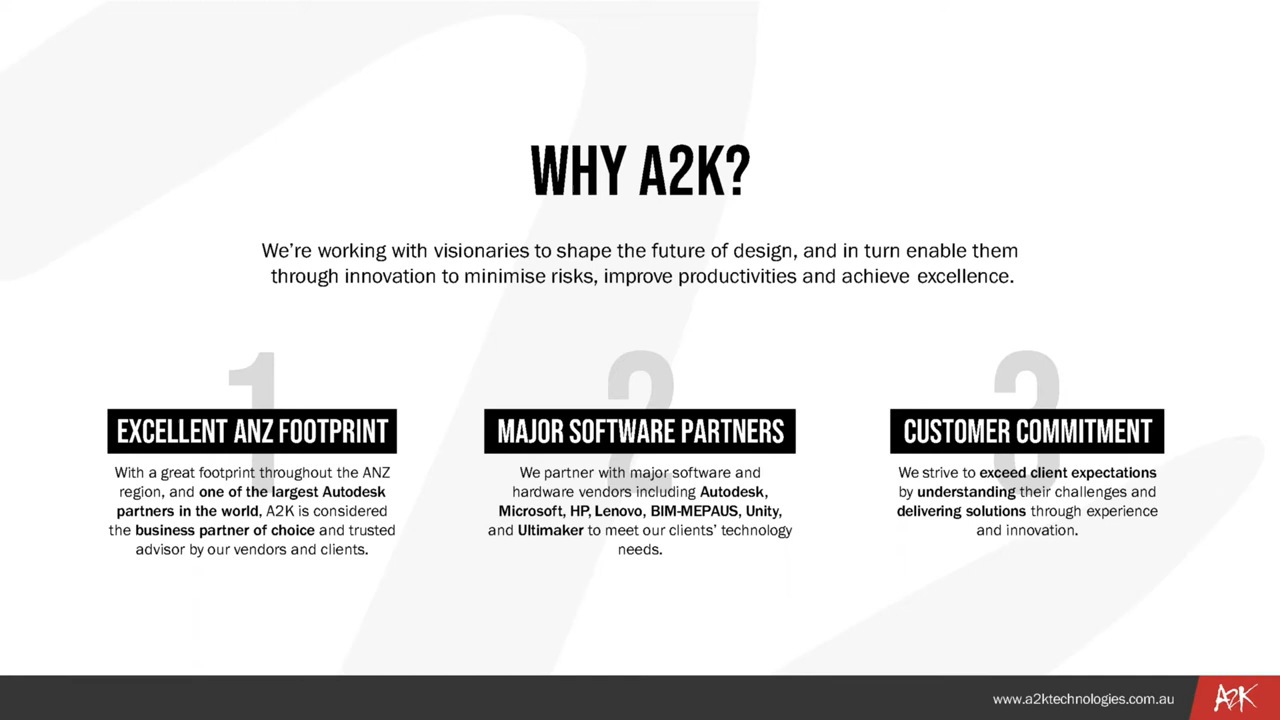 WHY A2K?
We're working with visionaries to shape the future of design, and in turn enable them
through innovation to minimise risks, improve productivities and achieve excellence.
1
EXCELLENT ANZ FOOTPRINT
With a great footprint throughout the ANZ
region, and one of the largest Autodesk
partners in the world, A2K is considered
the business partner of choice and trusted
advisor by our vendors and clients.
2
MAJOR SOFTWARE PARTNERS
We partner with major software and
hardware vendors including Autodesk,
Microsoft, HP, Lenovo, BIM-MEPAUS, Unity,
and Ultimaker to meet our clients' technology
needs.
3
CUSTOMER COMMITMENT
We strive to exceed client expectations
by understanding their challenges and
delivering solutions through experience
and innovation.
www.a2ktechnologies.com.au
A2K